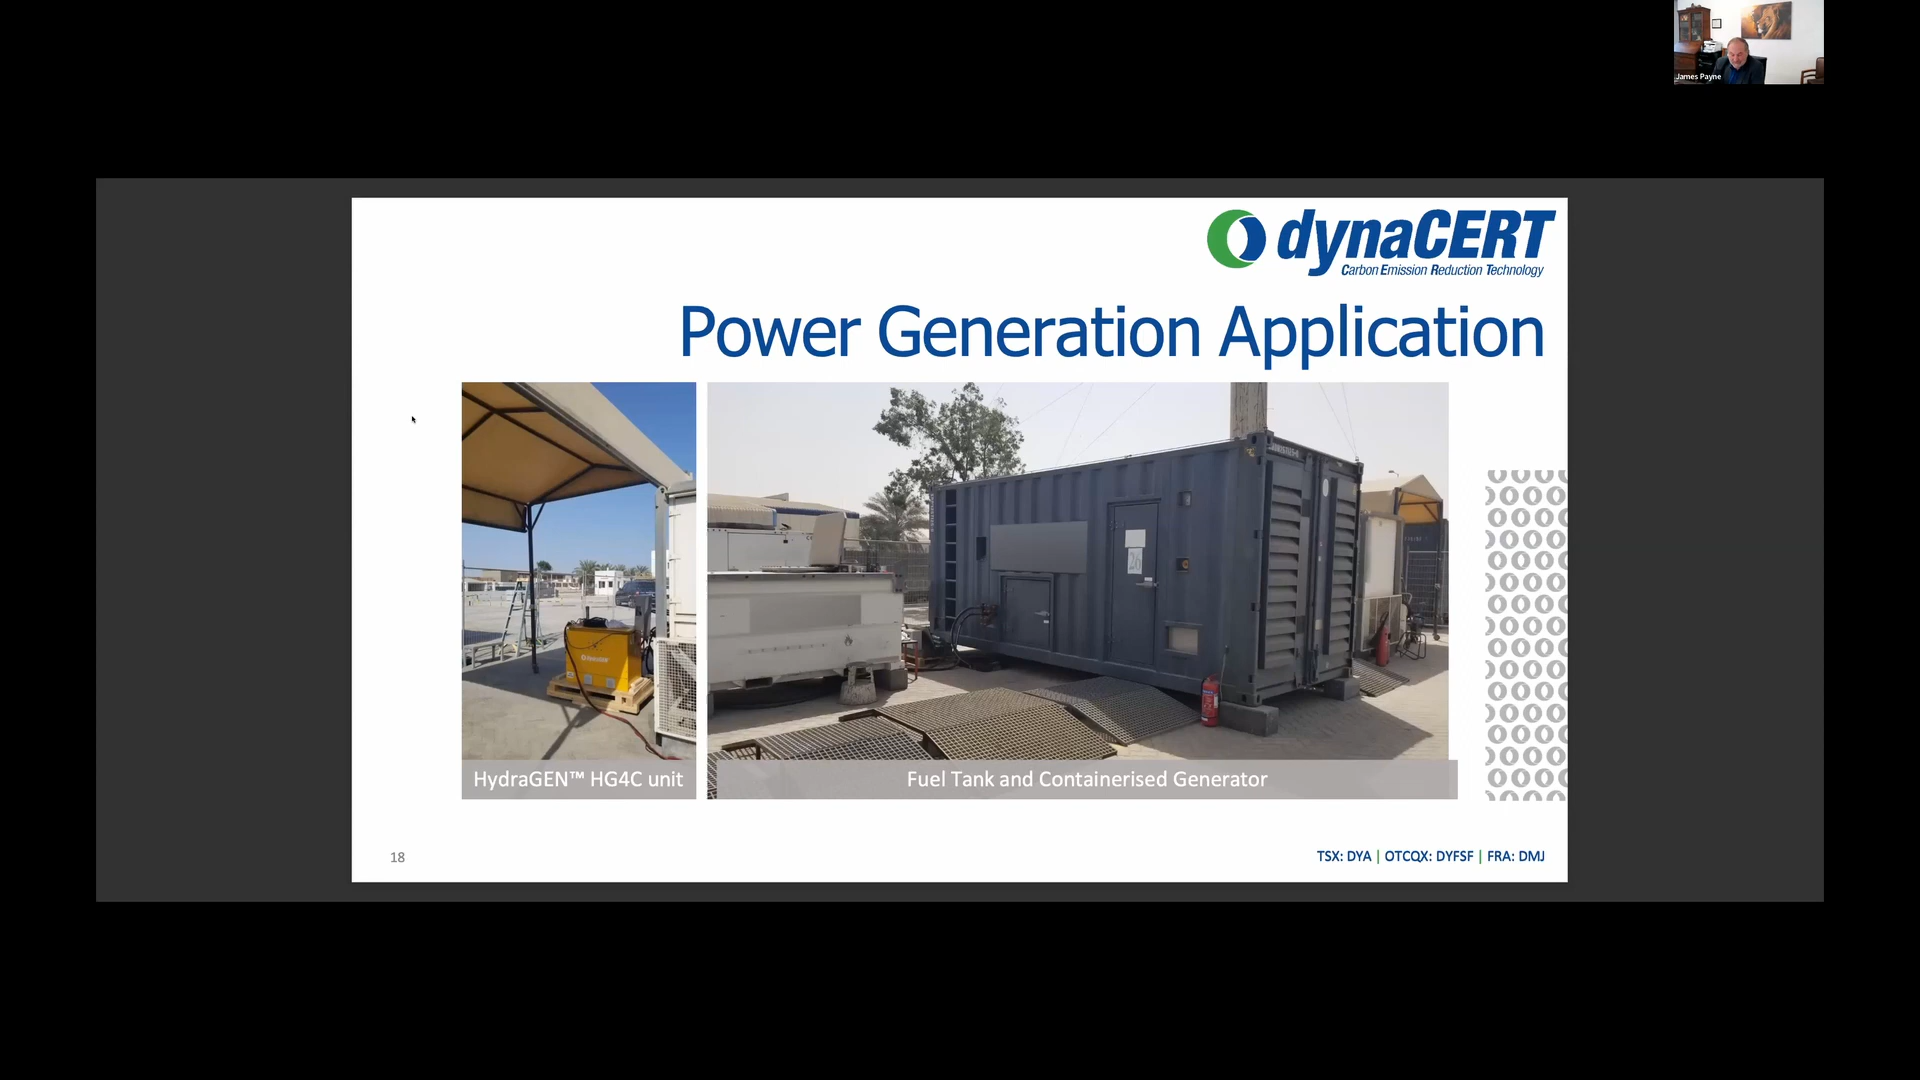 James Payne
dynaCERT
Carbon Emission Reduction Technology
Power Generation Application
26
HydraGEN™ HG4C unit
Fuel Tank and Containerised Generator
18
TSX: DYA | OTCQX: DYFSF | FRA: DMJ